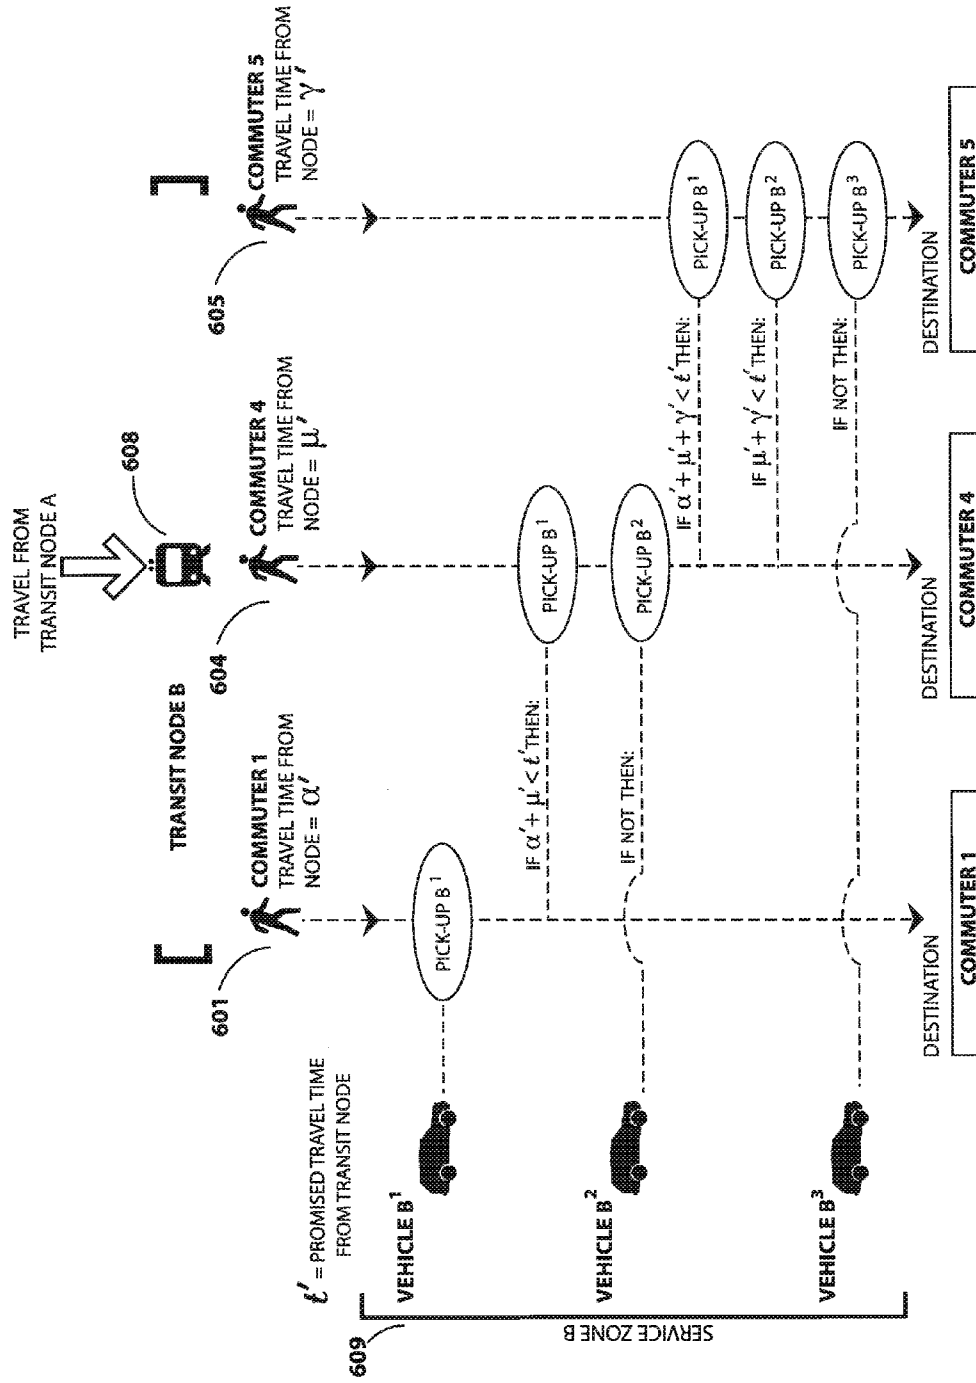 TRAVEL FROM
TRANSIT NODE A
608
TRANSIT NODE B
[
]
601
COMMUTER 1
TRAVEL TIME FROM
NODE = α′
604
COMMUTER 4
TRAVEL TIME FROM
NODE = μ′
605
COMMUTER 5
TRAVEL TIME FROM
NODE = γ′
ℓ′ = PROMISED TRAVEL TIME
FROM TRANSIT NODE
609
SERVICE ZONE B
VEHICLE B¹
PICK-UP B¹
IF α′ + μ′ < ℓ′ THEN:
PICK-UP B¹
VEHICLE B²
IF NOT THEN:
PICK-UP B²
IF α′ + μ′ + γ′ < ℓ′ THEN:
PICK-UP B¹
IF μ′ + γ′ < ℓ′ THEN:
PICK-UP B²
VEHICLE B³
IF NOT THEN:
PICK-UP B³
DESTINATION
COMMUTER 1
DESTINATION
COMMUTER 4
DESTINATION
COMMUTER 5